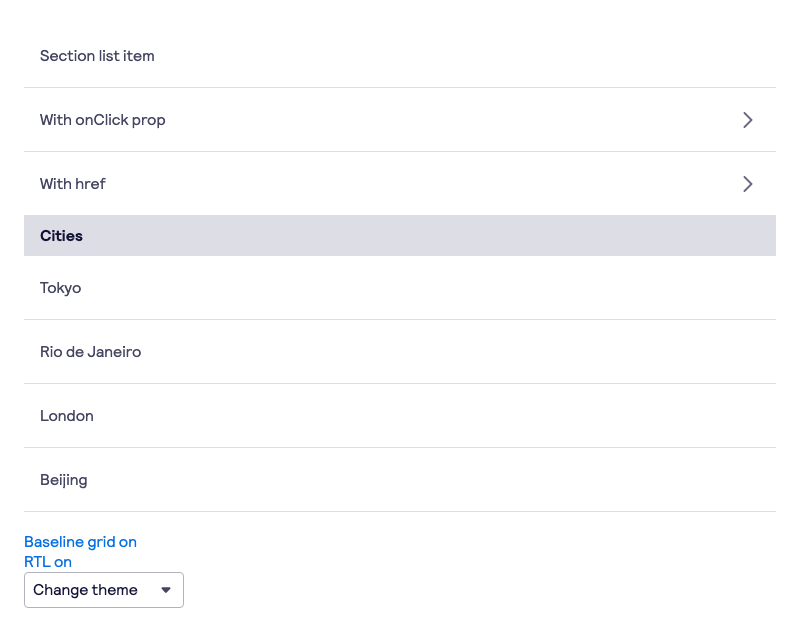 Section list item
With onClick prop
With href
Cities
Tokyo
Rio de Janeiro
London
Beijing
Baseline grid on
RTL on
Change theme